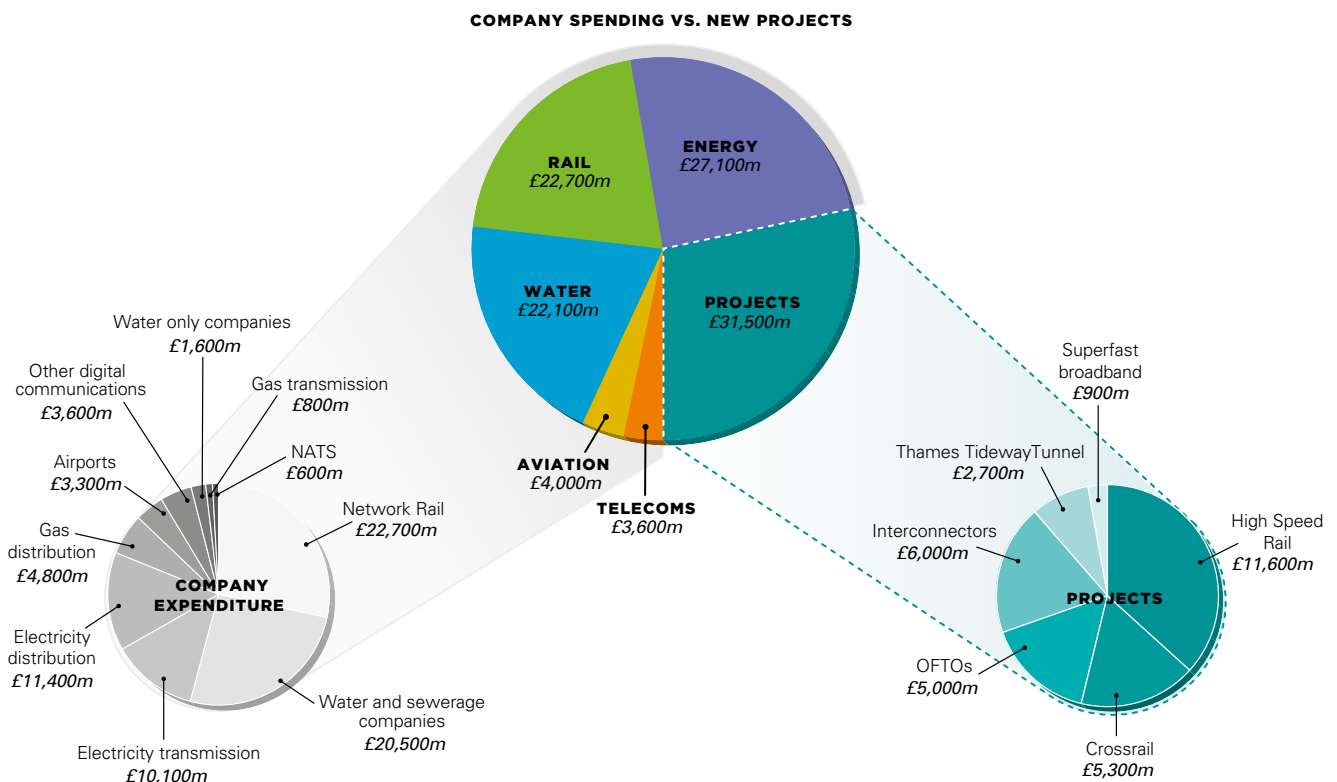 COMPANY SPENDING VS. NEW PROJECTS
ENERGY
£27,100m
RAIL
£22,700m
WATER
£22,100m
PROJECTS
£31,500m
AVIATION
£4,000m
TELECOMS
£3,600m
Water only companies
£1,600m
Other digital
communications
£3,600m
Gas transmission
£800m
Airports
£3,300m
NATS
£600m
Network Rail
£22,700m
Gas
distribution
£4,800m
COMPANY
EXPENDITURE
Electricity
distribution
£11,400m
Water and sewerage
companies
£20,500m
Electricity transmission
£10,100m
Superfast
broadband
£900m
Thames TidewayTunnel
£2,700m
Interconnectors
£6,000m
High Speed
Rail
£11,600m
PROJECTS
OFTOs
£5,000m
Crossrail
£5,300m